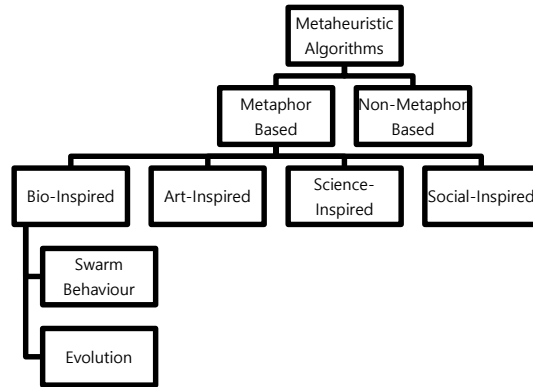 Metaheuristic
Algorithms
Metaphor
Based
Non-Metaphor
Based
Bio-Inspired
Art-Inspired
Science-
Inspired
Social-Inspired
Swarm
Behaviour
Evolution